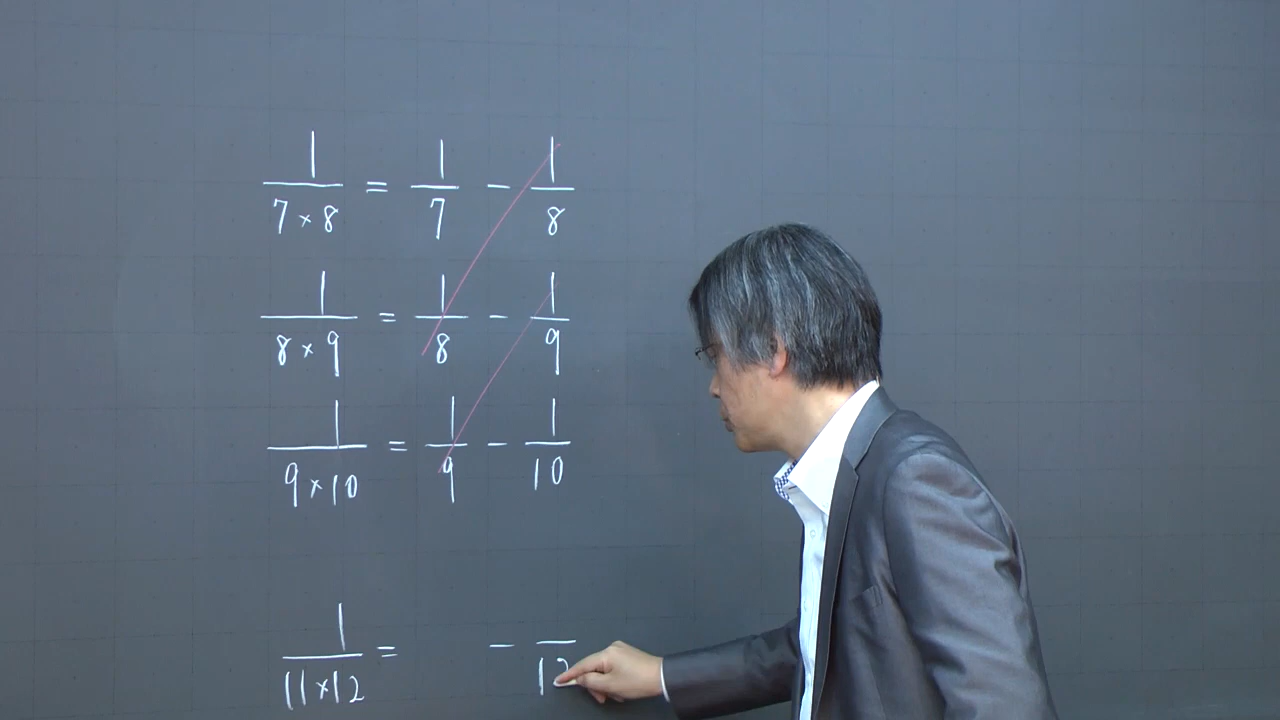 1/(7×8) = 1/7 - 1/8
1/(8×9) = 1/8 - 1/9
1/(9×10) = 1/9 - 1/10
1/(11×12) = - /12